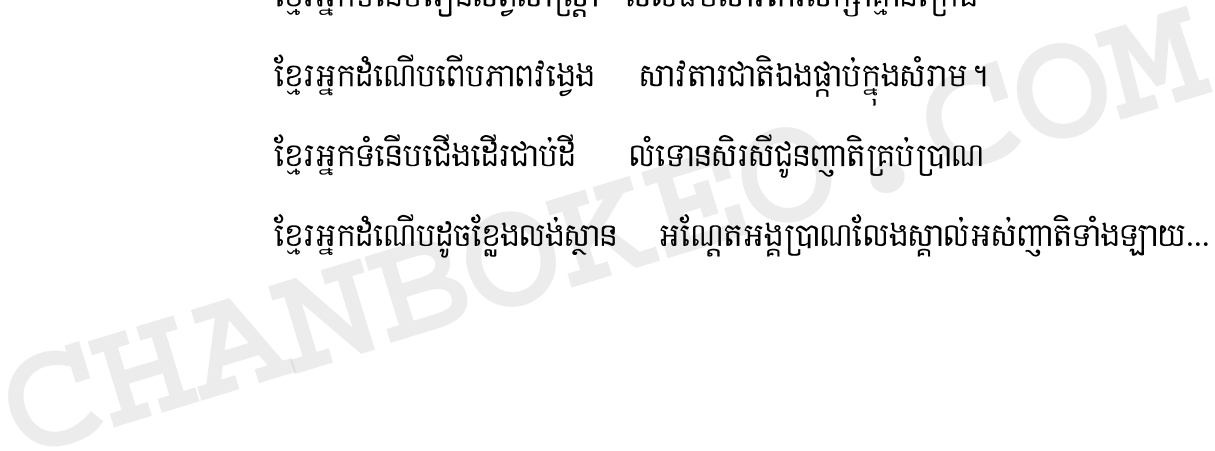 ខ្មែរអ្នកដំណើបពើបភាពវង្វេង សាវតារជាតិឯងផ្កាប់ក្នុងសំរាម ។
ខ្មែរអ្នកទំនើបជើងដើរជាប់ដី លំទោនសិរសីជូនញាតិគ្រប់ប្រាណ
ខ្មែរអ្នកដំណើបដូចខ្លែងលង់ស្ថាន អណ្ដែតអង្គប្រាណលែងស្គាល់អស់ញាតិទាំងឡាយ...
CHANBOKEO.COM